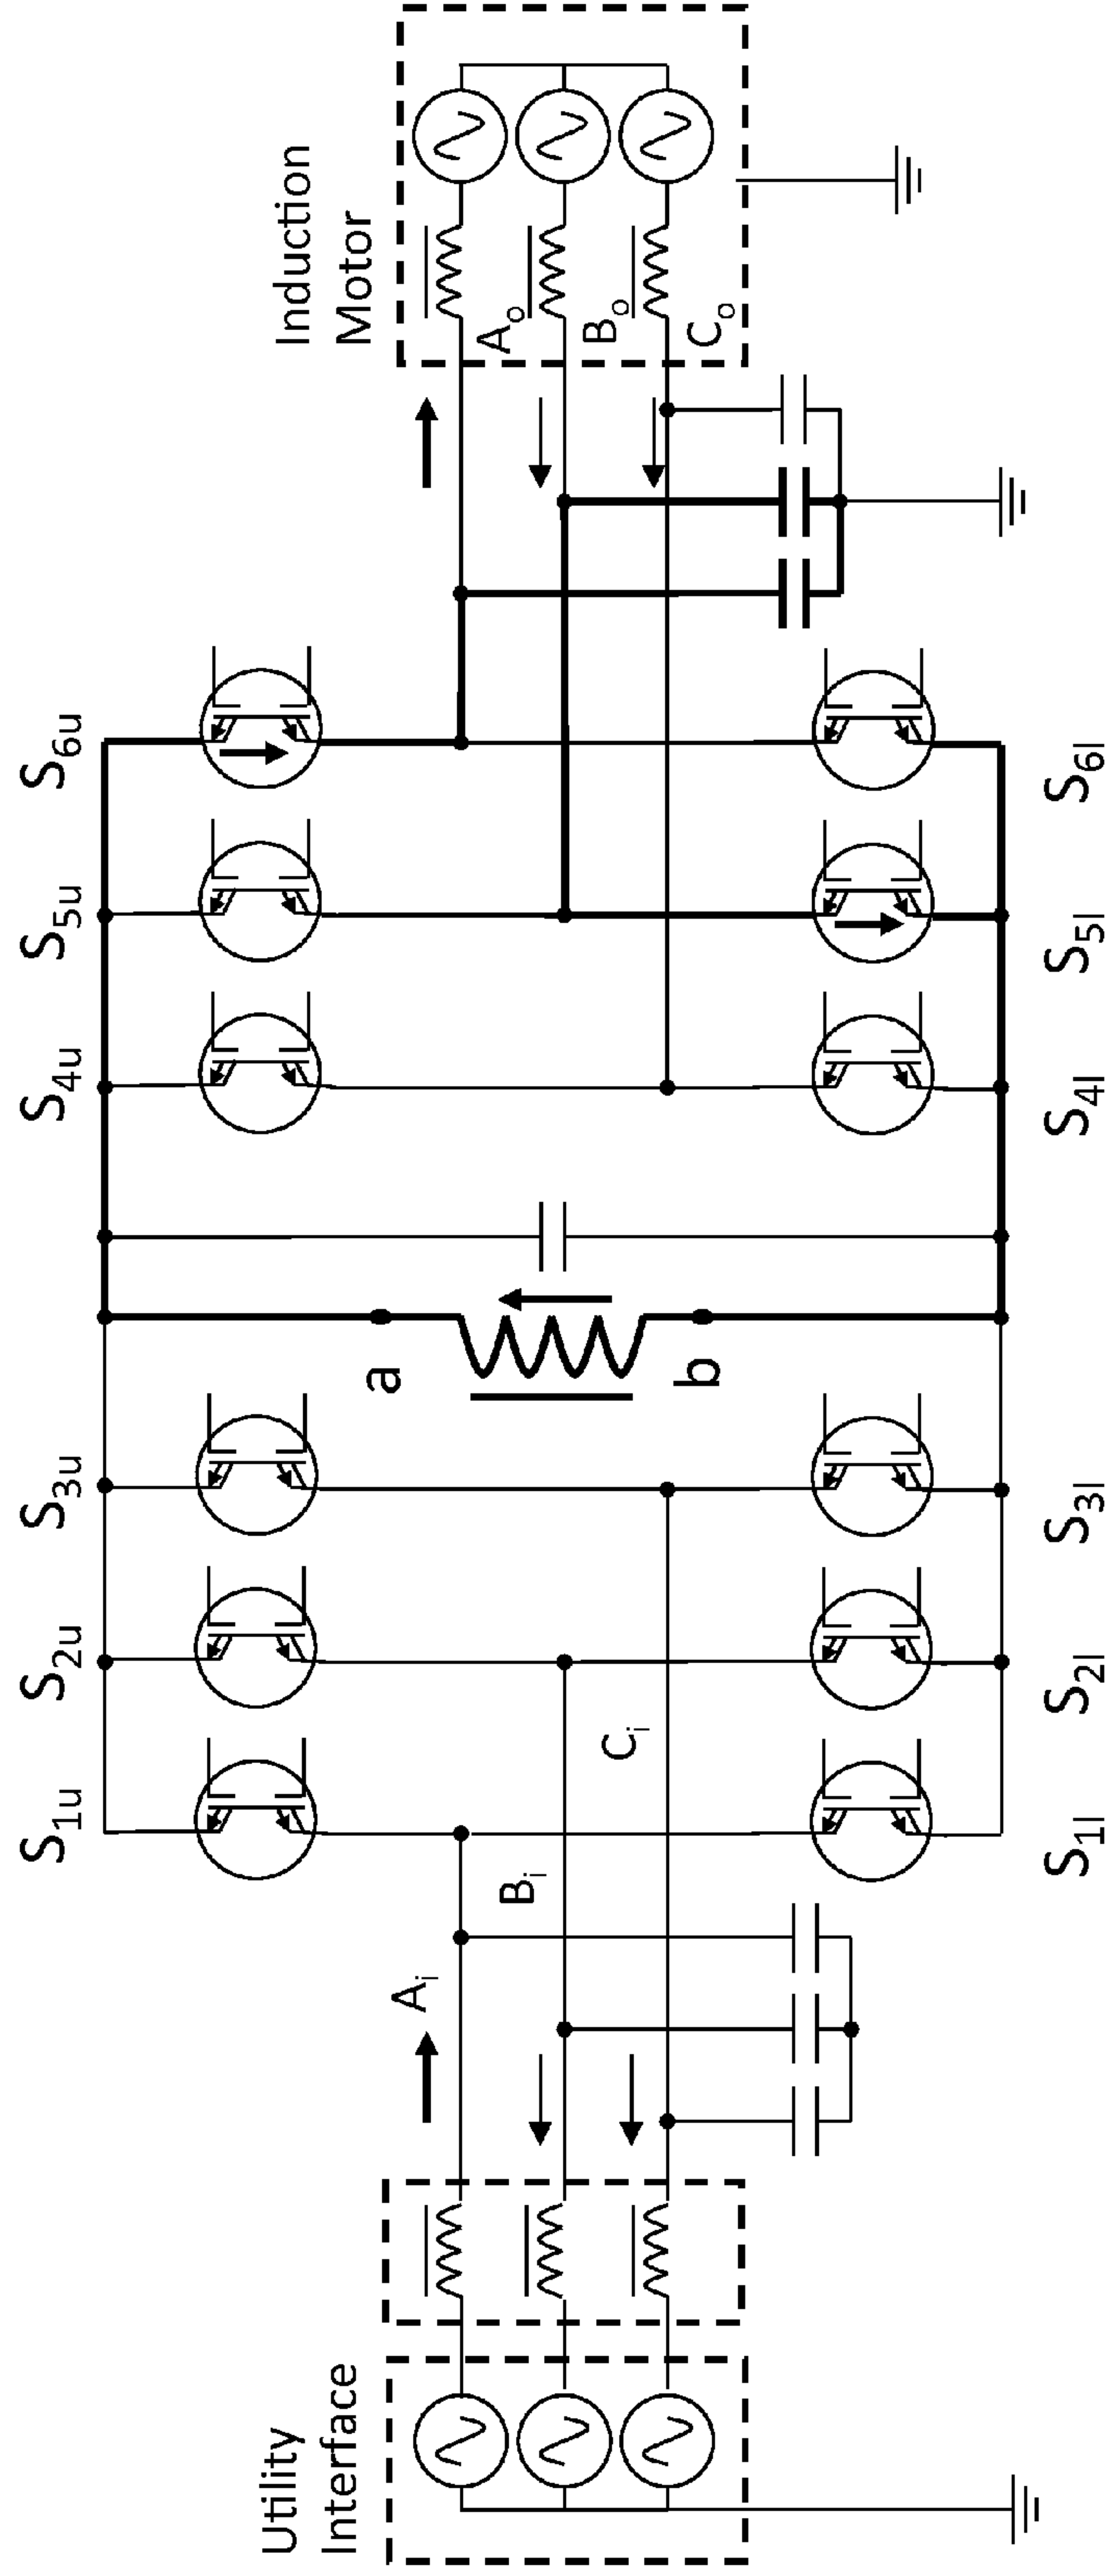 Utility
Interface
Induction
Motor
S1u
S2u
S3u
S4u
S5u
S6u
S1l
S2l
S3l
S4l
S5l
S6l
Ai
Bi
Ci
a
b
Ao
Bo
Co